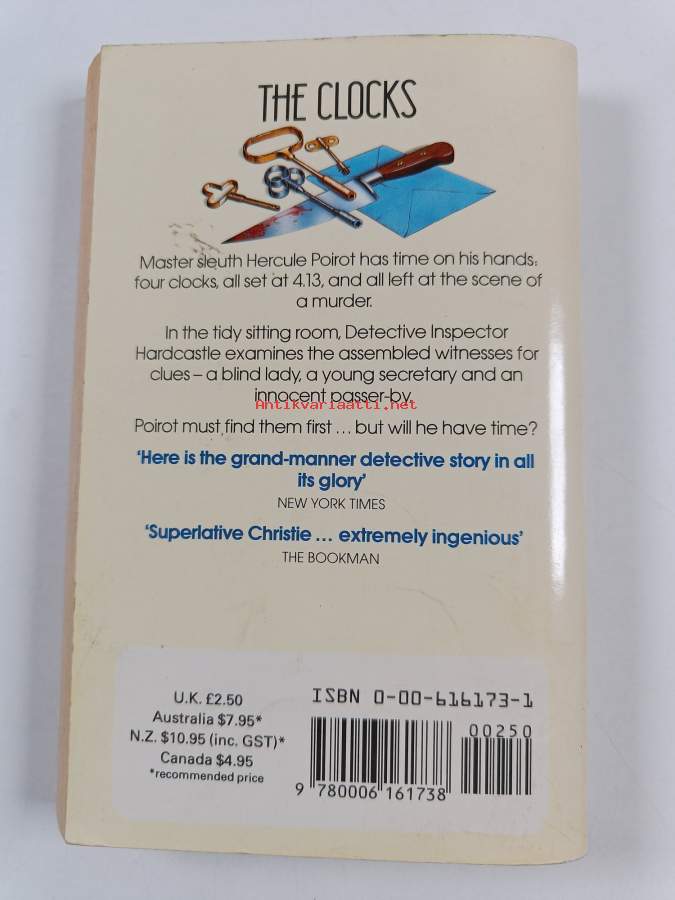 THE CLOCKS
Master sleuth Hercule Poirot has time on his hands:
four clocks, all set at 4.13, and all left at the scene of
a murder.
In the tidy sitting room, Detective Inspector
Hardcastle examines the assembled witnesses for
clues – a blind lady, a young secretary and an
innocent passer-by.
Antikvariaatti.net
Poirot must find them first ... but will he have time?
‘Here is the grand-manner detective story in all
its glory’
NEW YORK TIMES
‘Superlative Christie ... extremely ingenious’
THE BOOKMAN
U.K. £2.50
Australia $7.95*
N.Z. $10.95 (inc. GST)*
Canada $4.95
*recommended price
ISBN 0-00-616173-1
00250
9 780006 161738